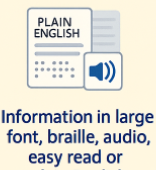 PLAIN
ENGLISH
Information in large
font, braille, audio,
easy read or